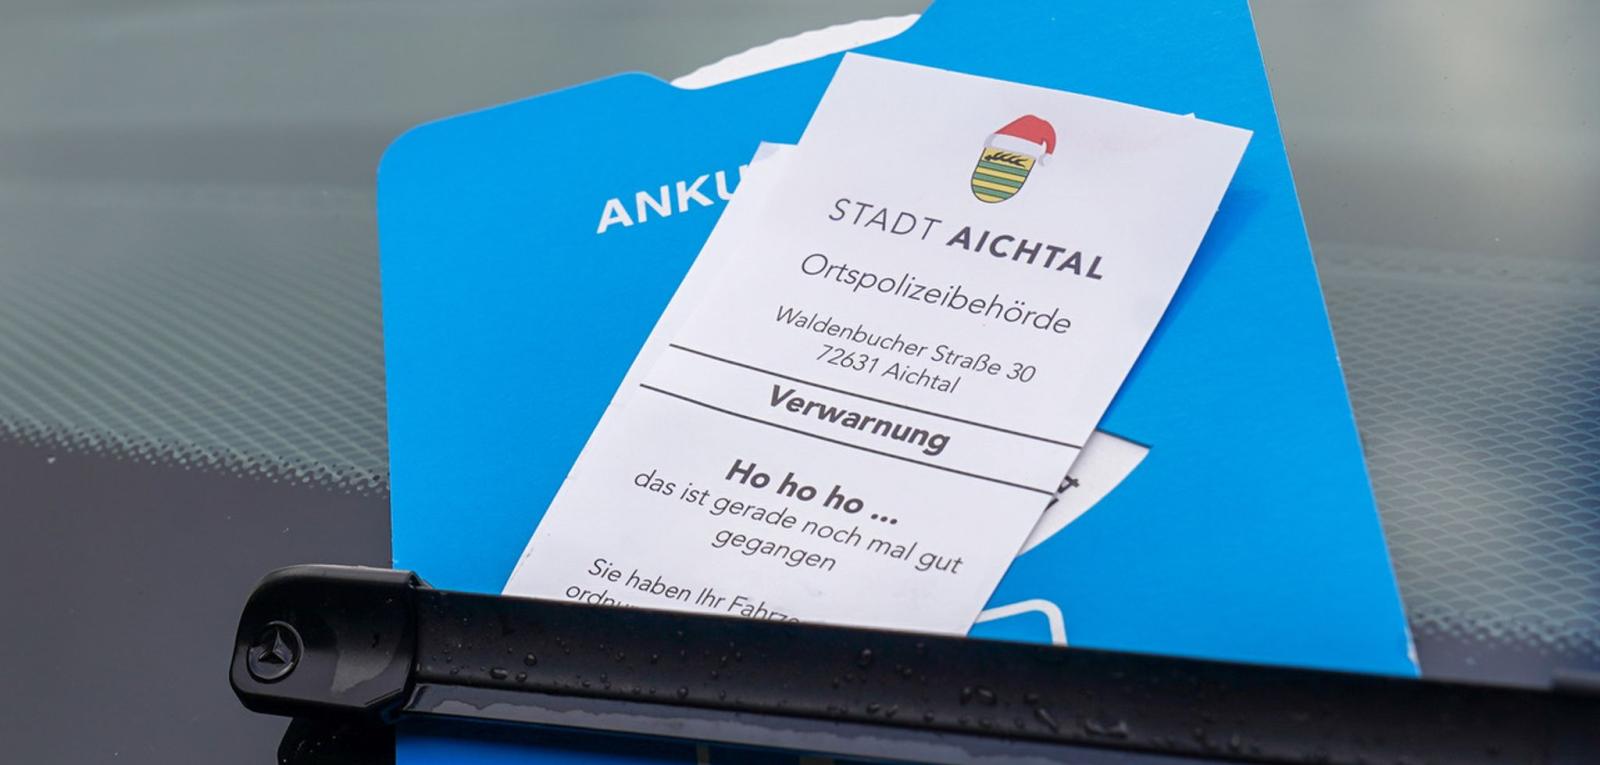 ANKU
STADT AICHTAL
Ortspolizeibehörde
Waldenbucher Straße 30
72631 Aichtal
Verwarnung
Ho ho ho ...
das ist gerade noch mal gut
gegangen
Sie haben Ihr Fahrze
ordnu